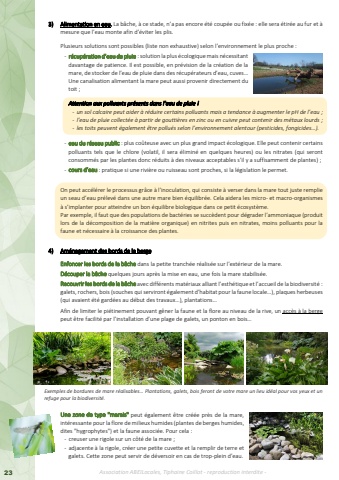 3) Alimentation en eau. La bâche, à ce stade, n'a pas encore été coupée ou fixée : elle sera étirée au fur et à
mesure que l'eau monte afin d'éviter les plis.
Plusieurs solutions sont possibles (liste non exhaustive) selon l'environnement le plus proche :
- récupération d'eau de pluie : solution la plus écologique mais nécessitant
davantage de patience. Il est possible, en prévision de la création de la
mare, de stocker de l'eau de pluie dans des récupérateurs d'eau, cuves...
Une canalisation alimentant la mare peut aussi provenir directement du
toit ;
Attention aux polluants présents dans l'eau de pluie !
- un sol calcaire peut aider à réduire certains polluants mais a tendance à augmenter le pH de l'eau ;
- l'eau de pluie collectée à partir de gouttières en zinc ou en cuivre peut contenir des métaux lourds ;
- les toits peuvent également être pollués selon l'environnement alentour (pesticides, fongicides...).
- eau du réseau public : plus coûteuse avec un plus grand impact écologique. Elle peut contenir certains
polluants tels que le chlore (volatil, il sera éliminé en quelques heures) ou les nitrates (qui seront
consommés par les plantes donc réduits à des niveaux acceptables s'il y a suffisamment de plantes) ;
- cours d'eau : pratique si une rivière ou ruisseau sont proches, si la législation le permet.
On peut accélérer le processus grâce à l'inoculation, qui consiste à verser dans la mare tout juste remplie
un seau d'eau prélevé dans une autre mare bien équilibrée. Cela aidera les micro- et macro-organismes
à s'implanter pour atteindre un bon équilibre biologique dans ce petit écosystème.
Par exemple, il faut que des populations de bactéries se succèdent pour dégrader l'ammoniaque (produit
lors de la décomposition de la matière organique) en nitrites puis en nitrates, moins polluants pour la
faune et nécessaire à la croissance des plantes.
4) Aménagement des bords de la berge
Enfoncer les bords de la bâche dans la petite tranchée réalisée sur l'extérieur de la mare.
Découper la bâche quelques jours après la mise en eau, une fois la mare stabilisée.
Recouvrir les bords de la bâche avec différents matériaux alliant l'esthétique et l'accueil de la biodiversité :
galets, rochers, bois (souches qui serviront également d'habitat pour la faune locale...), plaques herbeuses
(qui avaient été gardées au début des travaux...), plantations...
Afin de limiter le piétinement pouvant gêner la faune et la flore au niveau de la rive, un accès à la berge
peut être facilité par l'installation d'une plage de galets, un ponton en bois...
Exemples de bordures de mare réalisables... Plantations, galets, bois feront de votre mare un lieu idéal pour vos yeux et un
refuge pour la biodiversité.
Une zone de type "marais" peut également être créée près de la mare,
intéressante pour la flore de milieux humides (plantes de berges humides,
dites "hygrophytes") et la faune associée. Pour cela :
- creuser une rigole sur un côté de la mare ;
- adjacente à la rigole, créer une petite cuvette et la remplir de terre et
galets. Cette zone peut servir de déversoir en cas de trop-plein d'eau.
23
Association ABEILocales, Tiphanie Caillot - reproduction interdite -